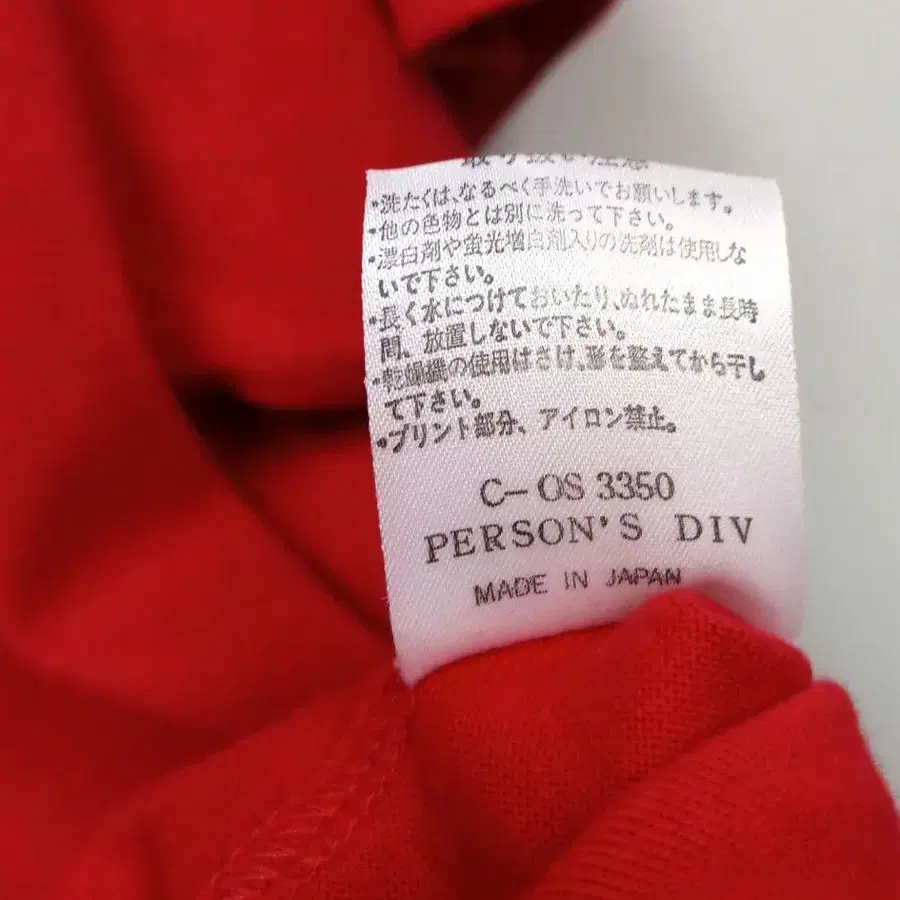 取り扱い注意
・洗たくは、なるべく手洗いでお願いします。
・他の色物とは別に洗って下さい。
・漂白剤や蛍光増白剤入りの洗剤は使用しな
いで下さい。
・長く水につけておいたり、ぬれたまま長時
間、放置しないで下さい。
・乾燥機の使用はさけ、形を整えてから干し
て下さい。
・プリント部分、アイロン禁止。
C-OS 3350
PERSON'S DIV
MADE IN JAPAN